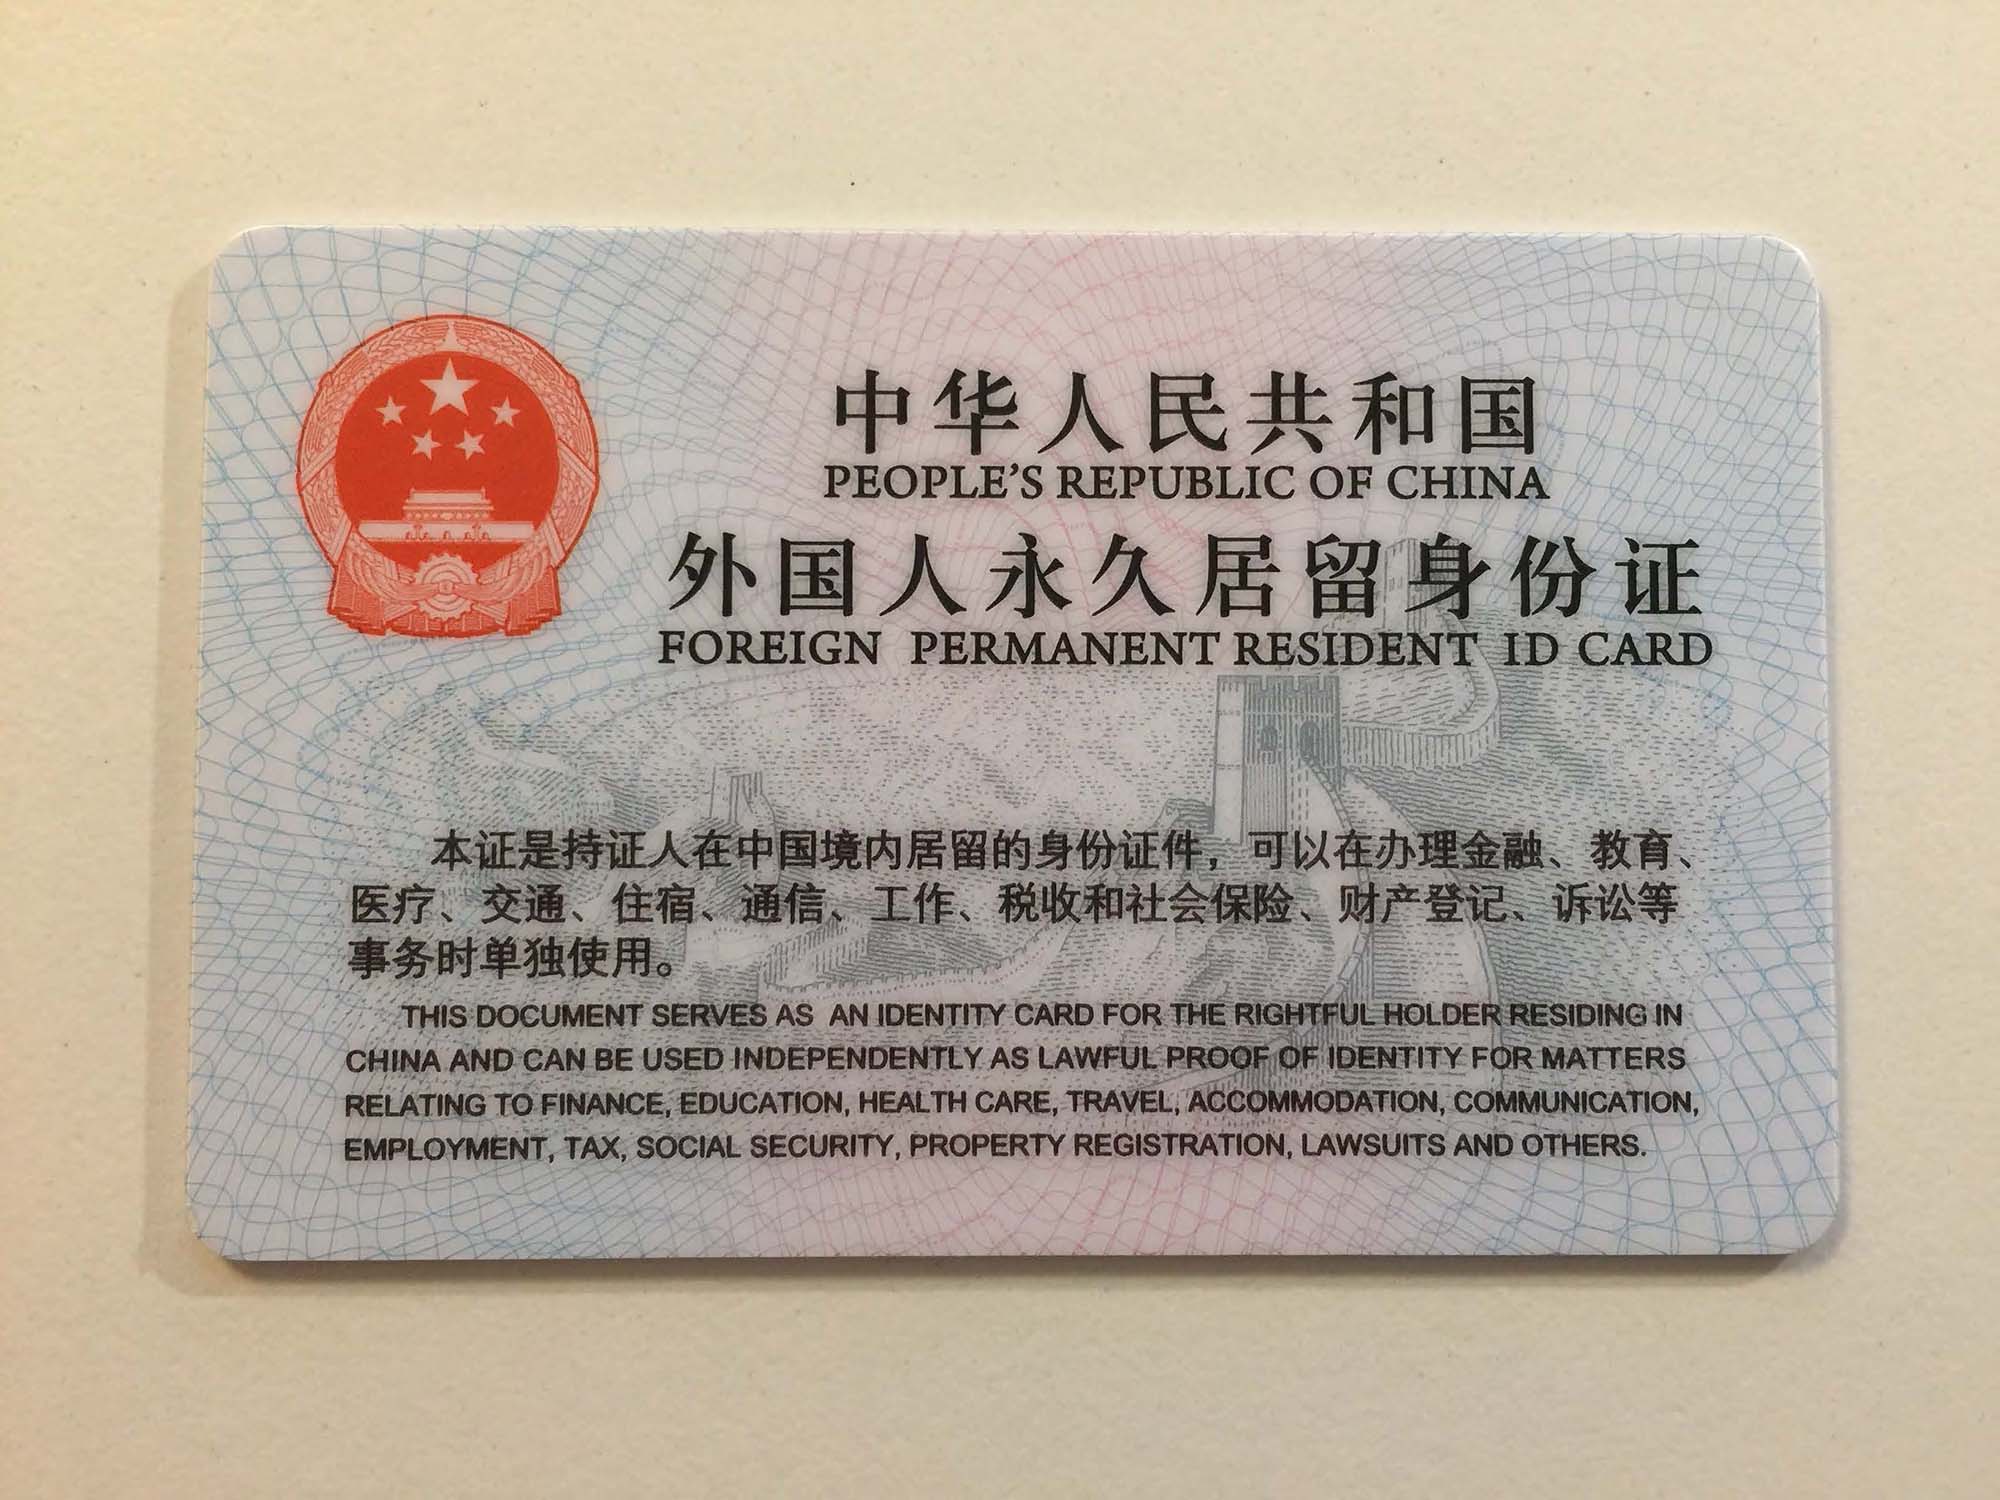 中华人民共和国
PEOPLE'S REPUBLIC OF CHINA
外国人永久居留身份证
FOREIGN PERMANENT RESIDENT ID CARD
本证是持证人在中国境内居留的身份证件，可以在办理金融、教育、
医疗、交通、住宿、通信、工作、税收和社会保险、财产登记、诉讼等
事务时单独使用。
THIS DOCUMENT SERVES AS AN IDENTITY CARD FOR THE RIGHTFUL HOLDER RESIDING IN
CHINA AND CAN BE USED INDEPENDENTLY AS LAWFUL PROOF OF IDENTITY FOR MATTERS
RELATING TO FINANCE, EDUCATION, HEALTH CARE, TRAVEL, ACCOMMODATION, COMMUNICATION,
EMPLOYMENT, TAX, SOCIAL SECURITY, PROPERTY REGISTRATION, LAWSUITS AND OTHERS.